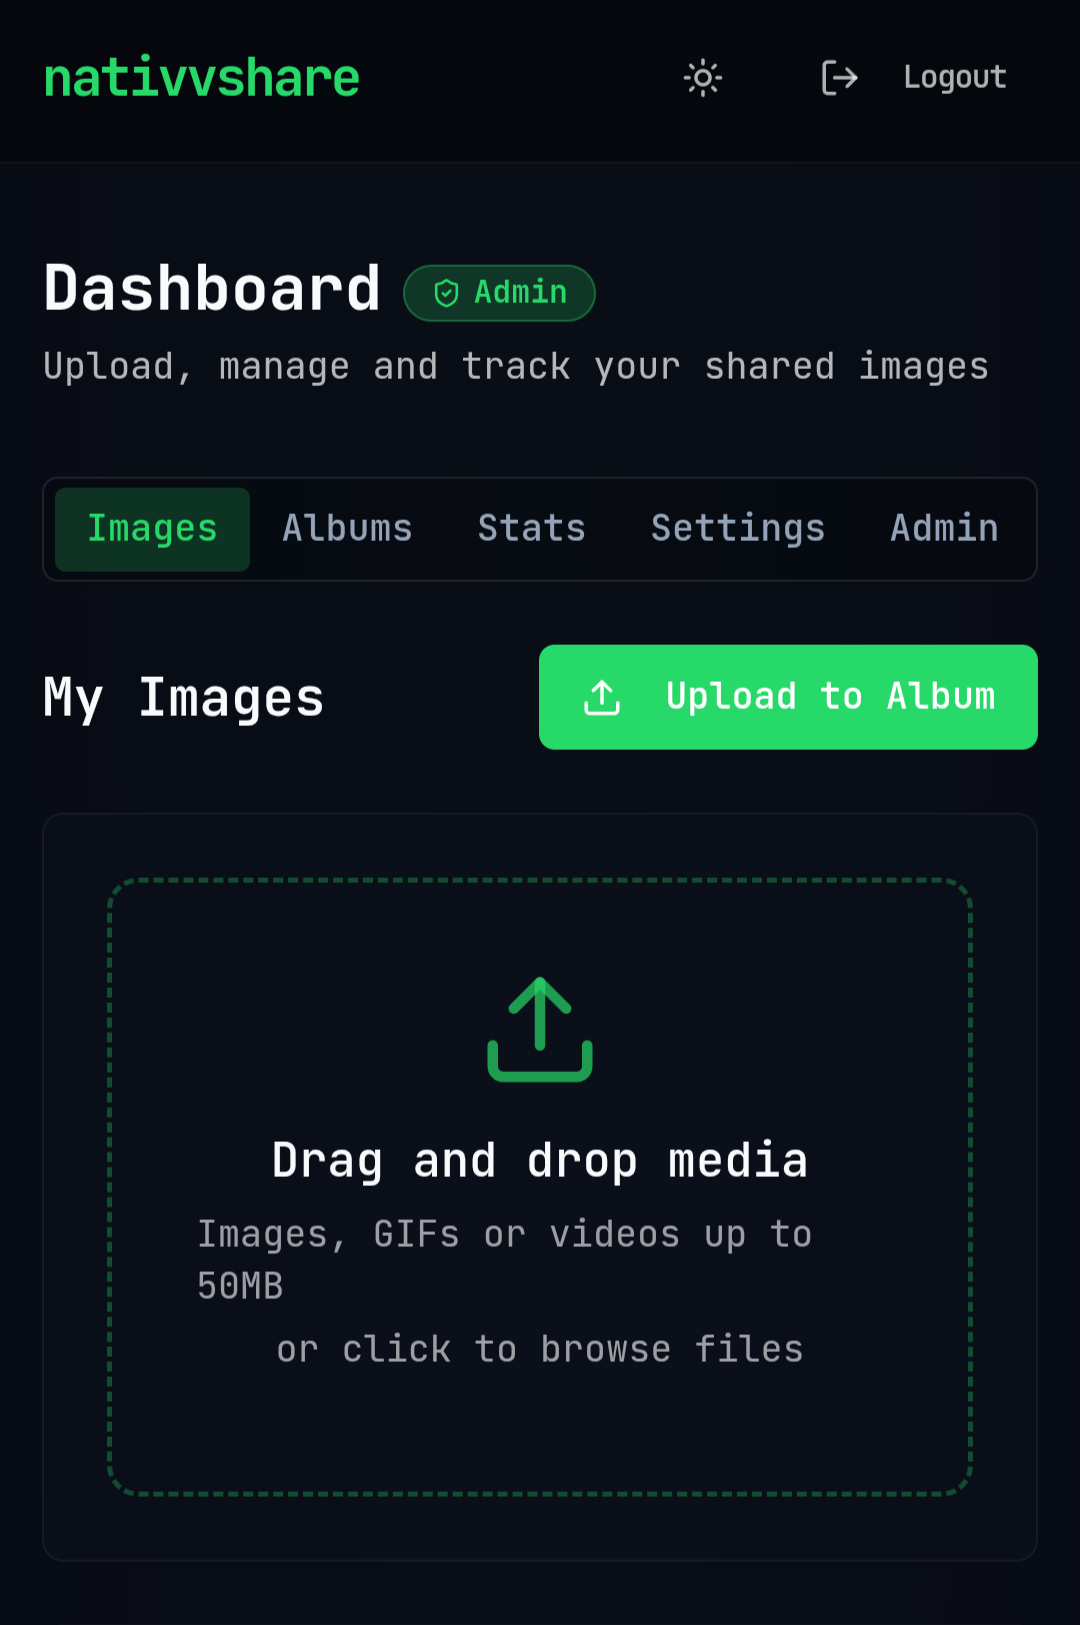 nativvshare
Logout
Dashboard
Admin
Upload, manage and track your shared images
Images Albums Stats Settings Admin
My Images
Upload to Album
Drag and drop media
Images, GIFs or videos up to
50MB
or click to browse files